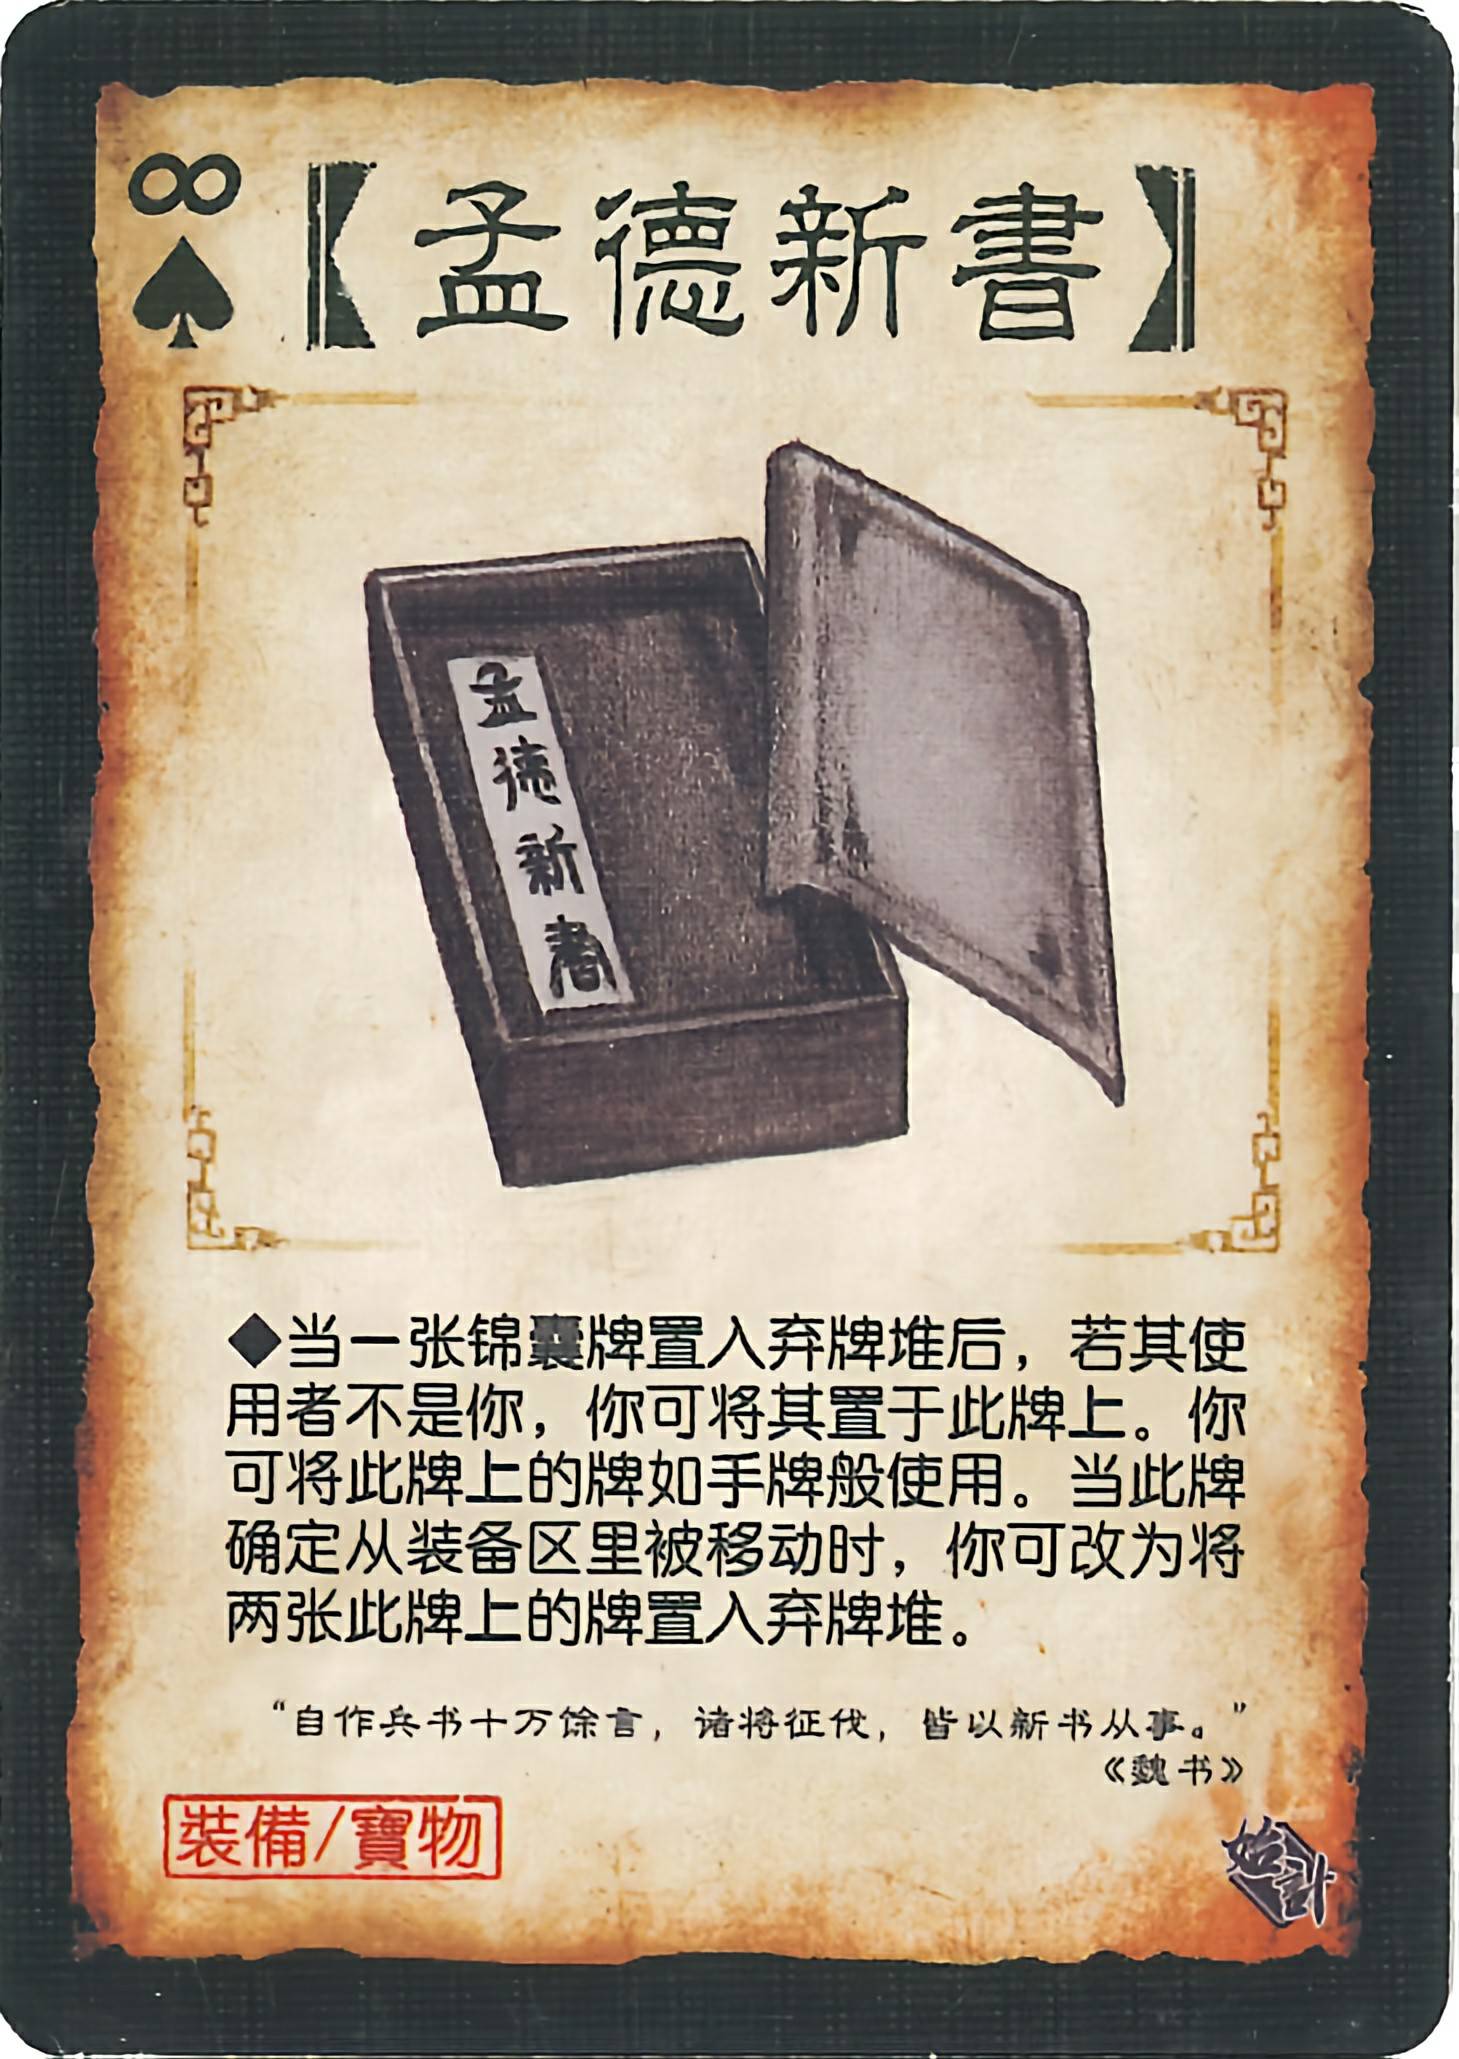 ∞
♠
【孟德新書】
孟德新書
◆当一张锦囊牌置入弃牌堆后，若其使
用者不是你，你可将其置于此牌上。你
可将此牌上的牌如手牌般使用。当此牌
确定从装备区里被移动时，你可改为将
两张此牌上的牌置入弃牌堆。
“自作兵书十万馀言，诸将征伐，皆以新书从事。”
《魏书》
裝備/寶物
始計